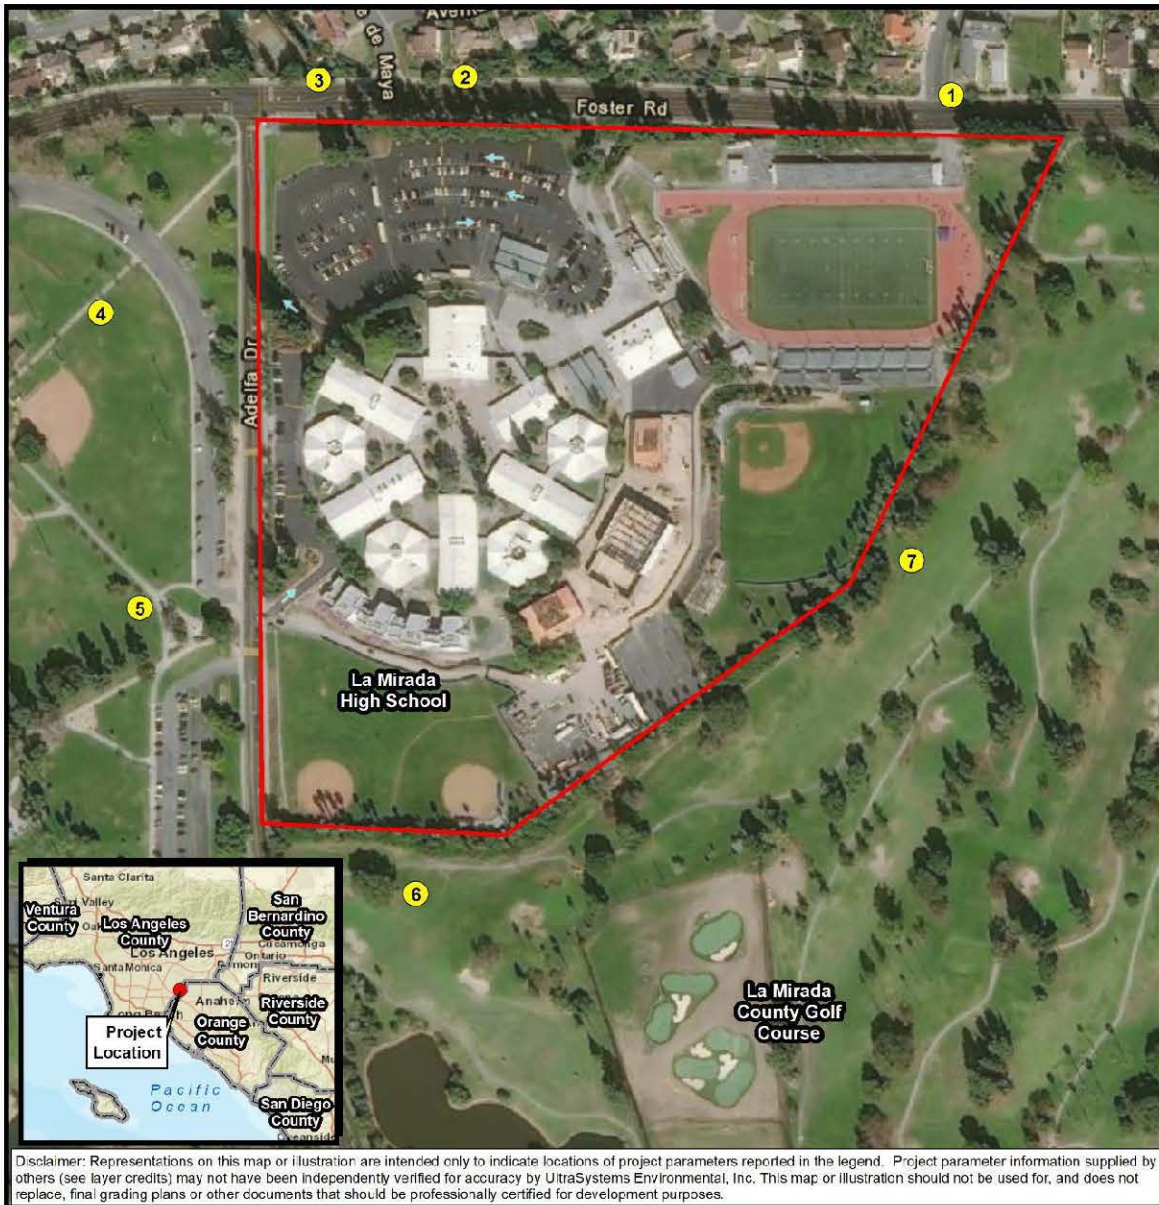 Avenu
e de Maya
3
2
1
Foster Rd
4
Adelfa Dr
7
5
La Mirada
High School
6
La Mirada
County Golf
Course
Santa Clarita
Valley
Ventura
County
Los Angeles
County
San
Bernardino
County
Los Angeles
Cucamonga
Ontario
Santa Monica
Riverside
Anaheim
Riverside
County
Orange
County
Project
Location
Pacific
Ocean
San Diego
County
Oceanside
Disclaimer: Representations on this map or illustration are intended only to indicate locations of project parameters reported in the legend.  Project parameter information supplied by
others (see layer credits) may not have been independently verified for accuracy by UltraSystems Environmental, Inc. This map or illustration should not be used for, and does not
replace, final grading plans or other documents that should be professionally certified for development purposes.